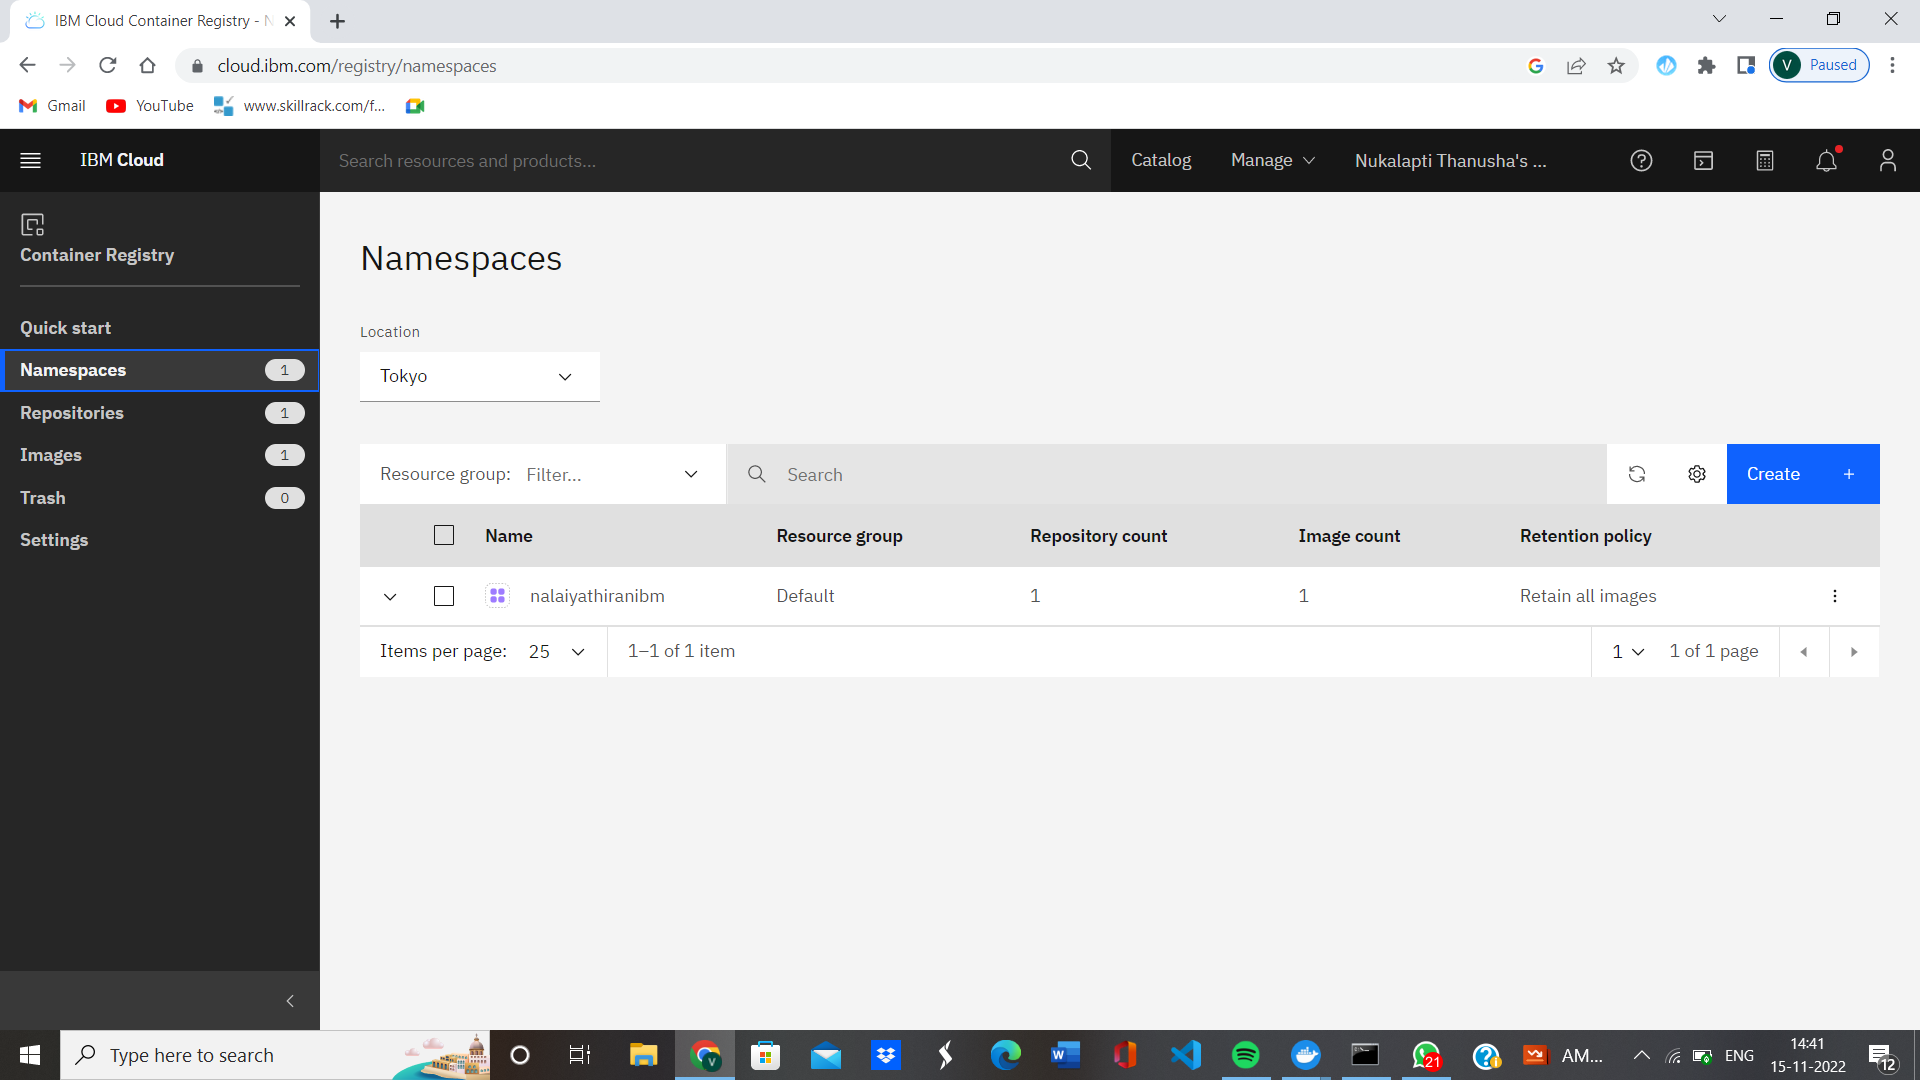 IBM Cloud Container Registry - N
cloud.ibm.com/registry/namespaces
V Paused
Gmail YouTube www.skillrack.com/f...
IBM Cloud
Search resources and products...
Catalog Manage Nukalapti Thanusha's ...
Container Registry
Quick start
Namespaces 1
Repositories 1
Images 1
Trash 0
Settings
Namespaces
Location
Tokyo
Resource group: Filter... Search Create +
Name Resource group Repository count Image count Retention policy
nalaiyathiranibm Default 1 1 Retain all images
Items per page: 25 1–1 of 1 item 1 1 of 1 page
Type here to search
21
AM...
ENG
14:41
15-11-2022
12